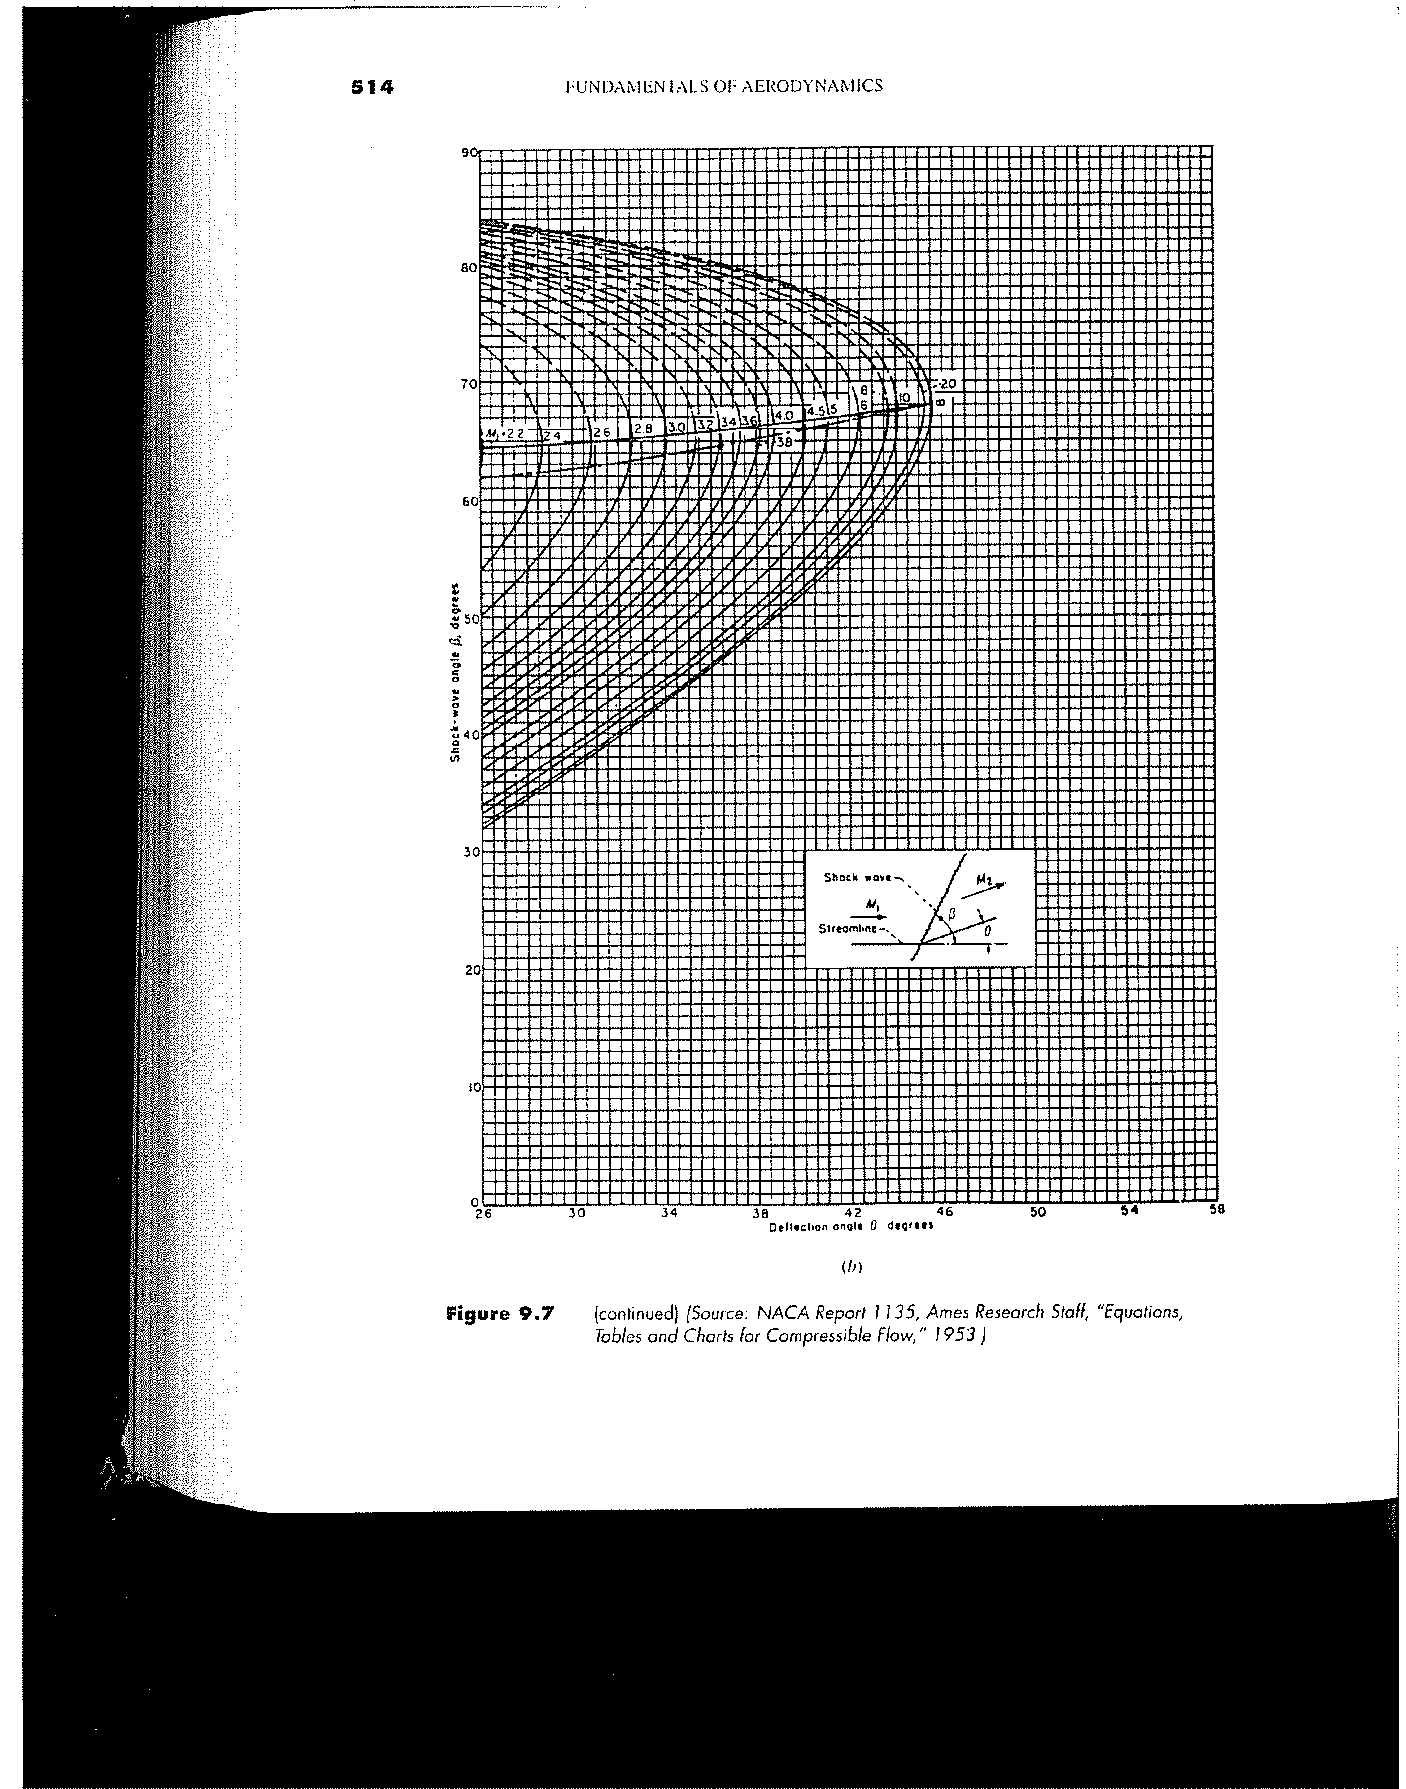 514
FUNDAMENTALS OF AERODYNAMICS
90
80
70
60
50
40
30
20
10
0
Shock-wave angle β, degrees
M₁=2.2
2.4
2.6
2.8
3.0
3.2
3.4
3.6
3.8
4.0
4.5
5
6
8
10
20
∞
Shock wave
M₂
M₁
β
Streamline
θ
26
30
34
38
42
46
50
54
58
Deflection angle θ degrees
(b)
Figure 9.7 (continued) (Source: NACA Report 1135, Ames Research Staff, "Equations,
Tables and Charts for Compressible Flow," 1953)